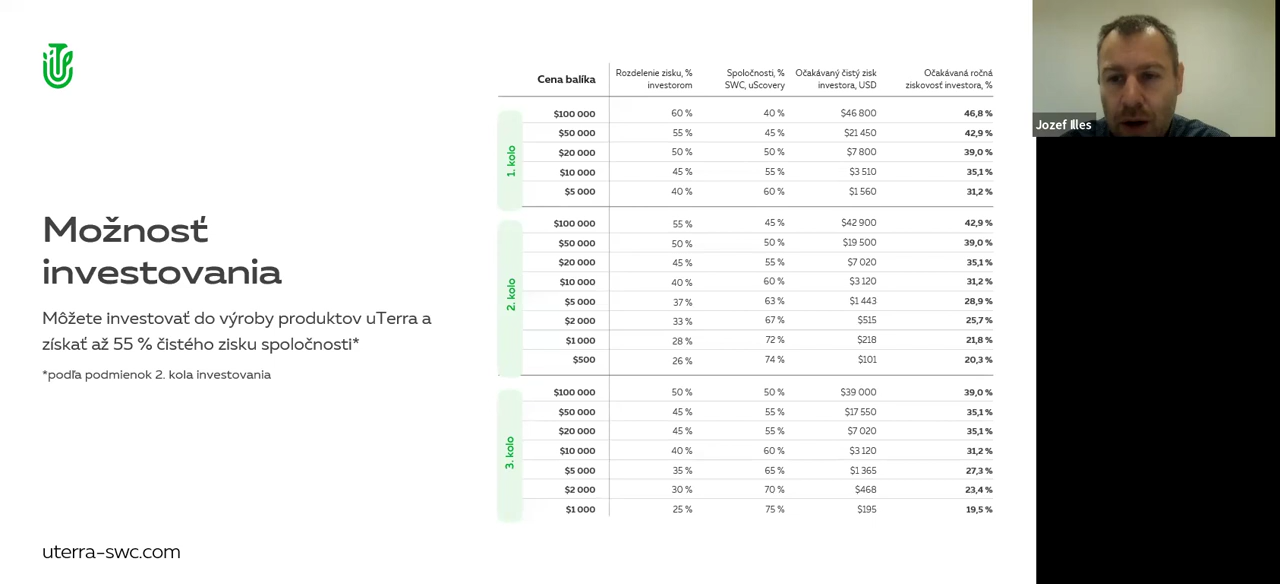 Možnosť
investovania
Môžete investovať do výroby produktov uTerra a
získať až 55 % čistého zisku spoločnosti*
*podľa podmienok 2. kola investovania
uterra-swc.com
Cena balíka Rozdelenie zisku, % investorom Spoločnosti, % SWC, uScovery Očakávaný čistý zisk investora, USD Očakávaná ročná ziskovosť investora, %
1. kolo
$100 000 60 % 40 % $46 800 46,8 %
$50 000 55 % 45 % $21 450 42,9 %
$20 000 50 % 50 % $7 800 39,0 %
$10 000 45 % 55 % $3 510 35,1 %
$5 000 40 % 60 % $1 560 31,2 %
2. kolo
$100 000 55 % 45 % $42 900 42,9 %
$50 000 50 % 50 % $19 500 39,0 %
$20 000 45 % 55 % $7 020 35,1 %
$10 000 40 % 60 % $3 120 31,2 %
$5 000 37 % 63 % $1 443 28,9 %
$2 000 33 % 67 % $515 25,7 %
$1 000 28 % 72 % $218 21,8 %
$500 26 % 74 % $101 20,3 %
3. kolo
$100 000 50 % 50 % $39 000 39,0 %
$50 000 45 % 55 % $17 550 35,1 %
$20 000 45 % 55 % $7 020 35,1 %
$10 000 40 % 60 % $3 120 31,2 %
$5 000 35 % 65 % $1 365 27,3 %
$2 000 30 % 70 % $468 23,4 %
$1 000 25 % 75 % $195 19,5 %
Jozef Illes